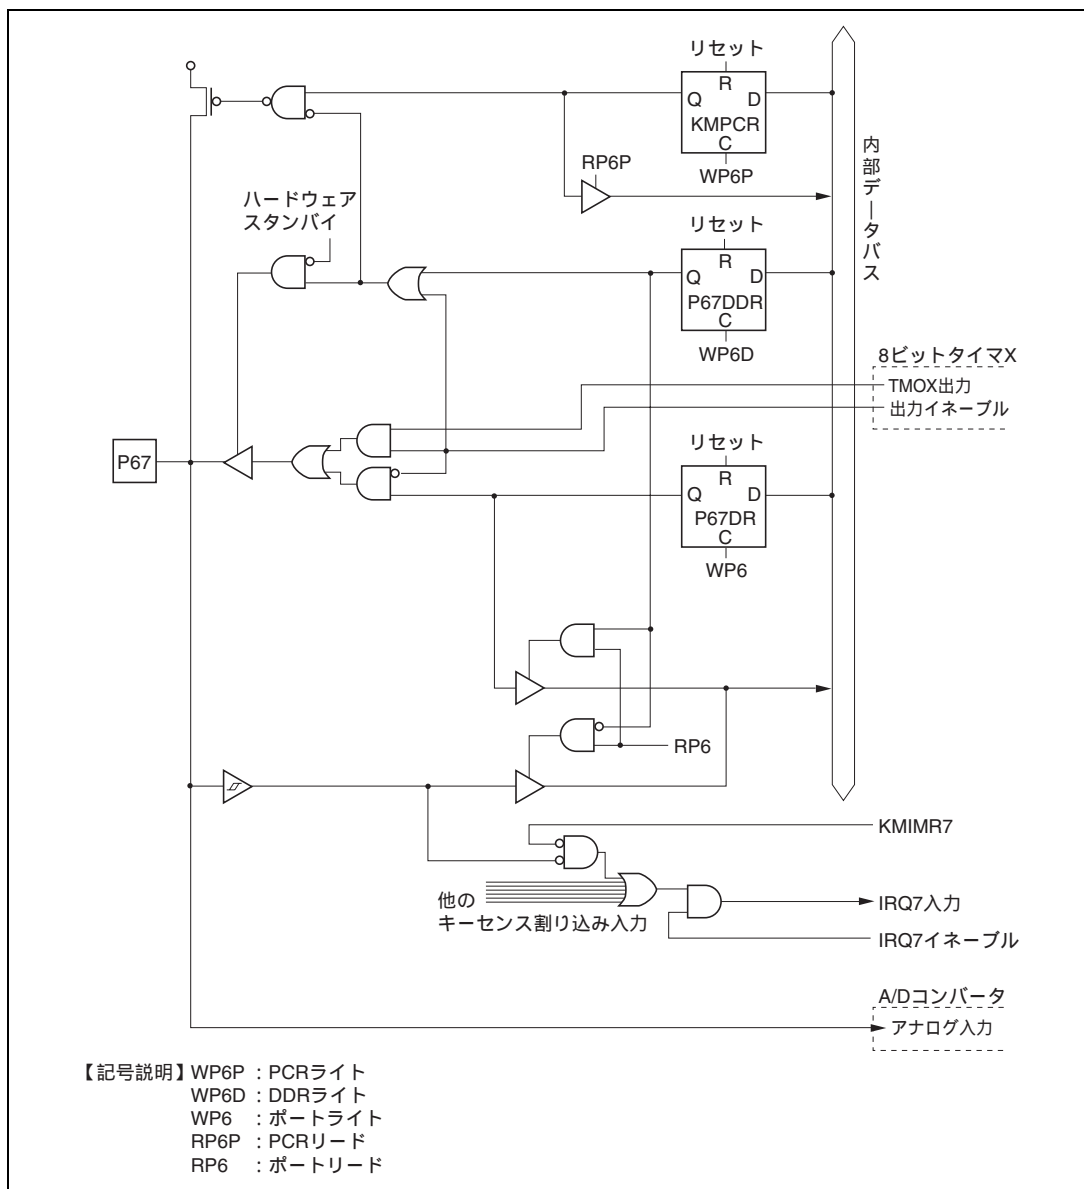 リセット
R
Q D
KMPCR
C
WP6P
RP6P
ハードウェア
スタンバイ
内部データバス
リセット
R
Q D
P67DDR
C
WP6D
8ビットタイマX
TMOX出力
出力イネーブル
P67
リセット
R
Q D
P67DR
C
WP6
RP6
KMIMR7
他の
キーセンス割り込み入力
IRQ7入力
IRQ7イネーブル
A/Dコンバータ
アナログ入力
【記号説明】WP6P : PCRライト
WP6D : DDRライト
WP6 : ポートライト
RP6P : PCRリード
RP6 : ポートリード